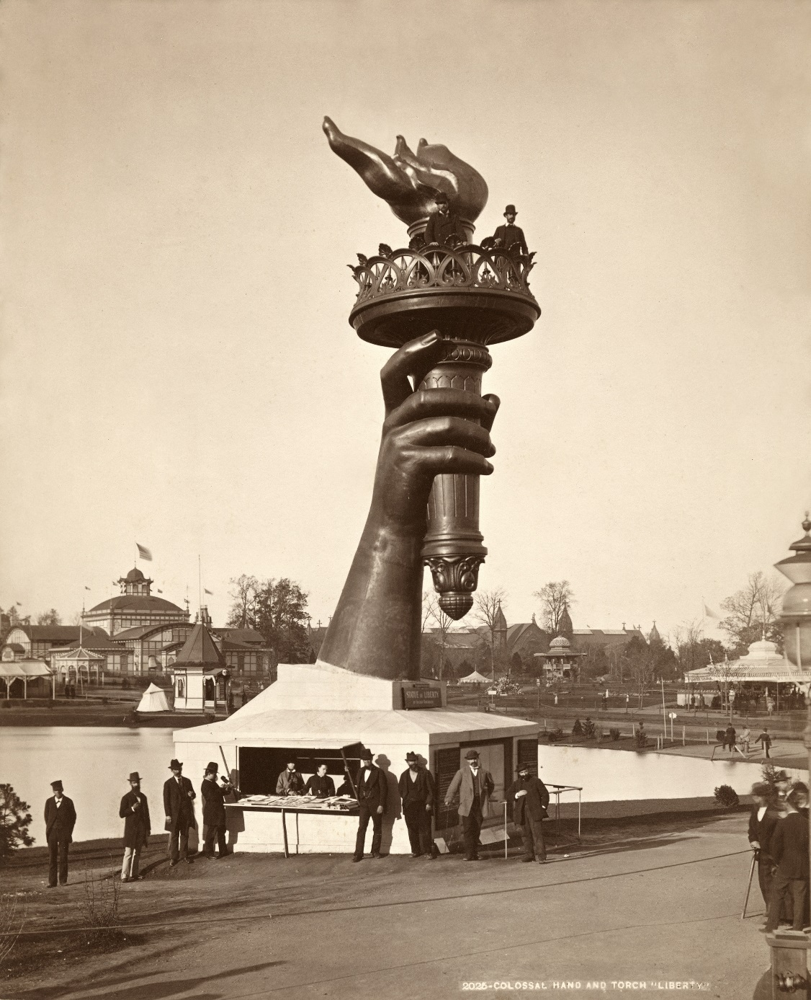 STATUE OF LIBERTY
2025-COLOSSAL HAND AND TORCH "LIBERTY"